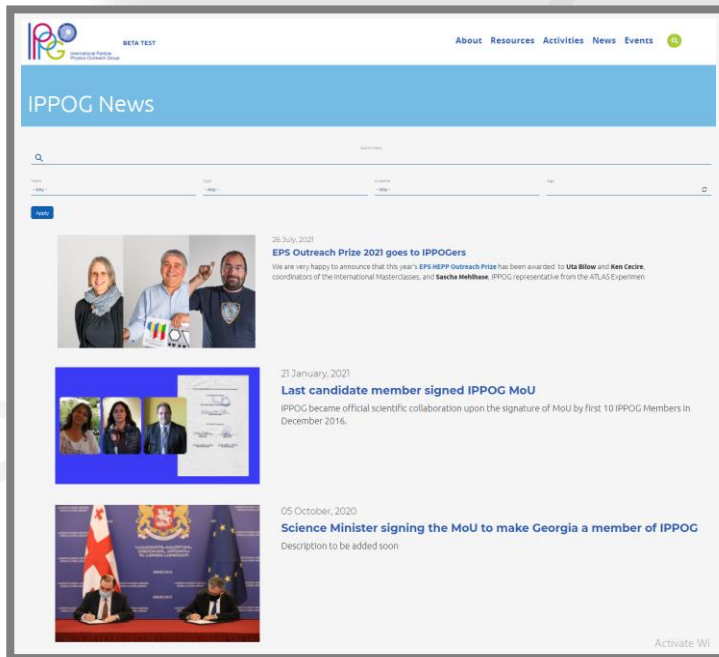 IPPOG
International Particle
Physics Outreach Group
BETA TEST
About Resources Activities News Events
IPPOG News
- Any -
- Any -
- Any -
Tags
Apply
26 July, 2021
EPS Outreach Prize 2021 goes to IPPOGers
We are very happy to announce that this year's EPS HEPP Outreach Prize has been awarded to Uta Bilow and Ken Cecire,
coordinators of the International Masterclasses, and Sascha Mehlhase, IPPOG representative from the ATLAS Experimen
21 January, 2021
Last candidate member signed IPPOG MoU
IPPOG became official scientific collaboration upon the signature of MoU by first 10 IPPOG Members in
December 2016.
05 October, 2020
Science Minister signing the MoU to make Georgia a member of IPPOG
Description to be added soon
Activate Wi